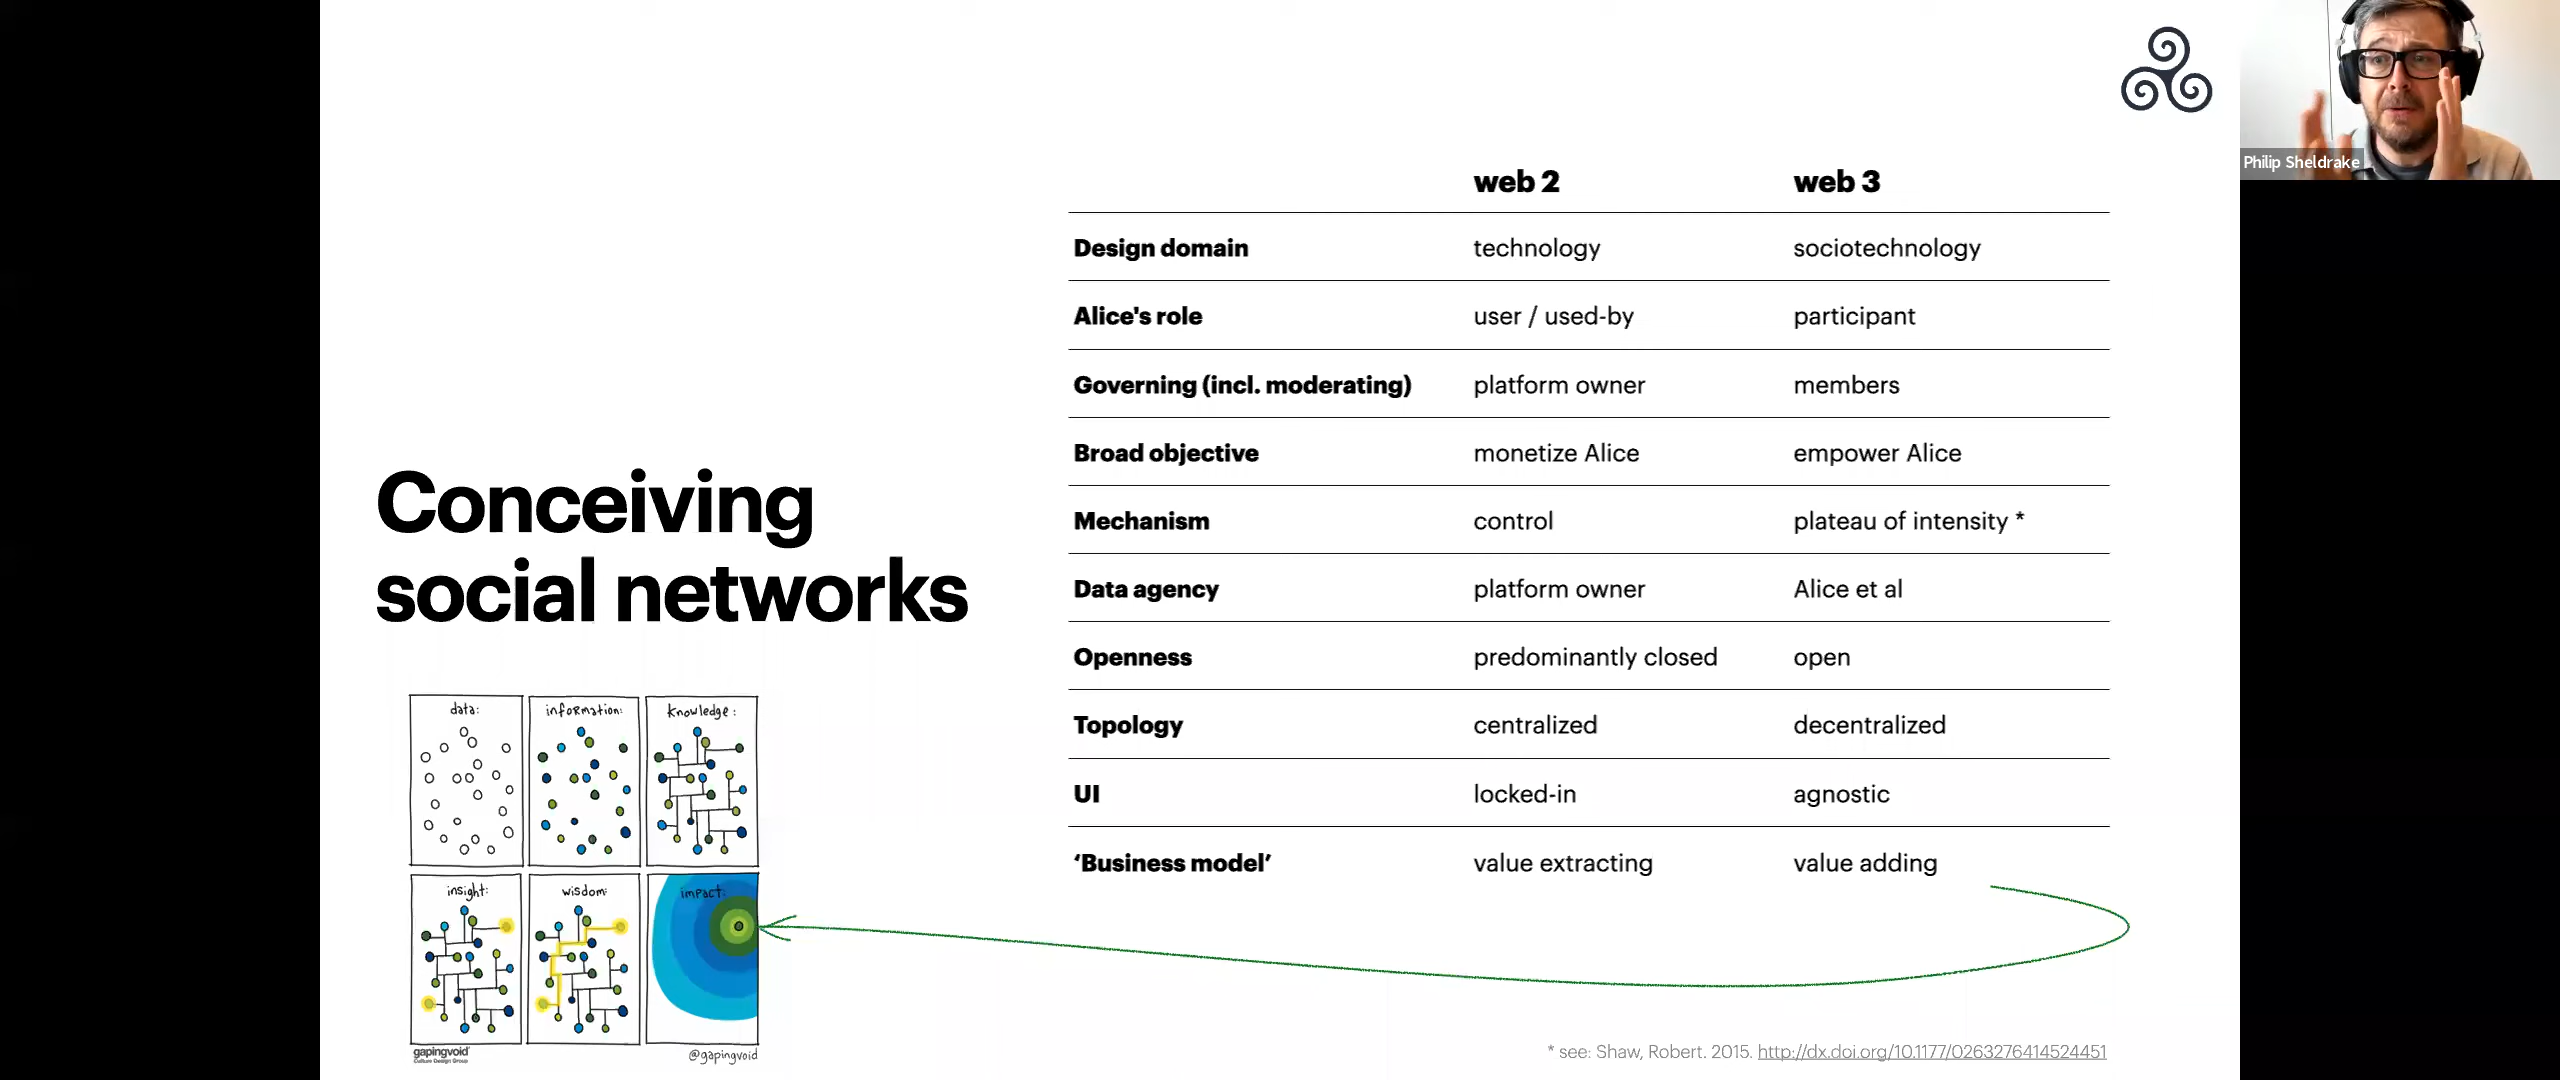 Philip Sheldrake
web 2 web 3
Design domain technology sociotechnology
Alice's role user / used-by participant
Governing (incl. moderating) platform owner members
Broad objective monetize Alice empower Alice
Mechanism control plateau of intensity *
Data agency platform owner Alice et al
Openness predominantly closed open
Topology centralized decentralized
UI locked-in agnostic
‘Business model’ value extracting value adding
Conceiving
social networks
data: information: knowledge:
insight: wisdom: impact:
gapingvoid
Culture Design Group
@gapingvoid
* see: Shaw, Robert. 2015. http://dx.doi.org/10.1177/0263276414524451